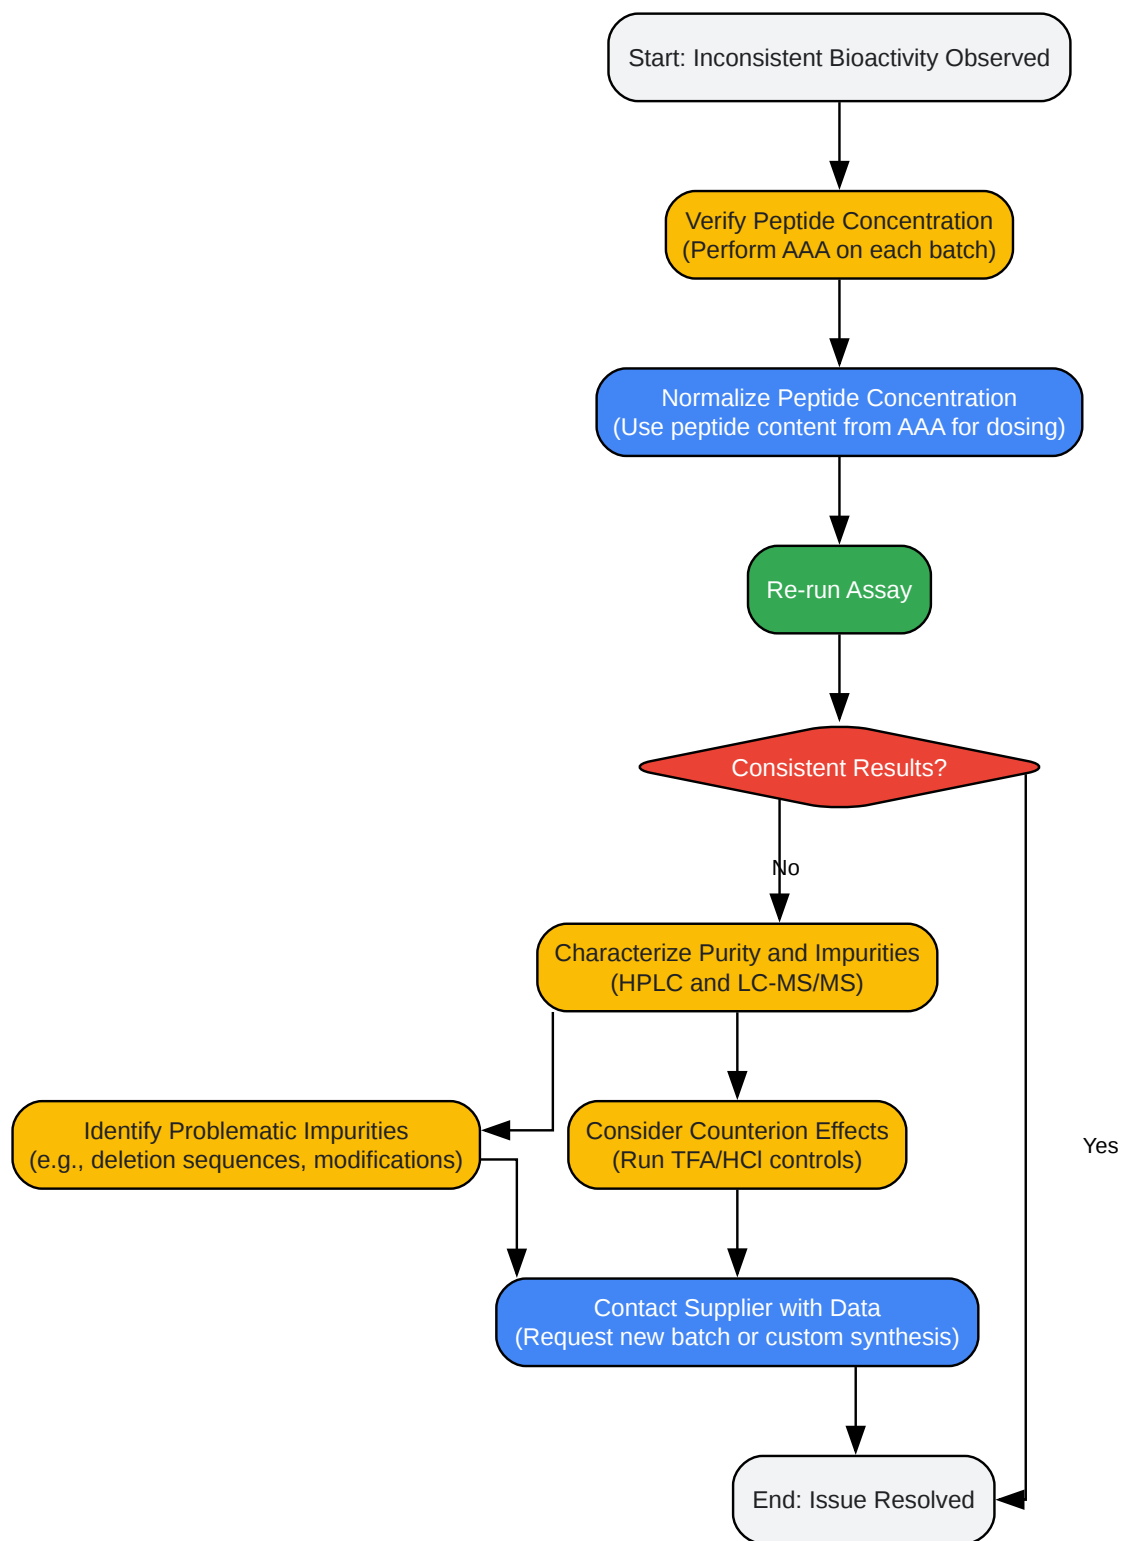 Start: Inconsistent Bioactivity Observed
Verify Peptide Concentration
(Perform AAA on each batch)
Normalize Peptide Concentration
(Use peptide content from AAA for dosing)
Re-run Assay
Consistent Results?
No
Characterize Purity and Impurities
(HPLC and LC-MS/MS)
Identify Problematic Impurities
(e.g., deletion sequences, modifications)
Consider Counterion Effects
(Run TFA/HCl controls)
Yes
Contact Supplier with Data
(Request new batch or custom synthesis)
End: Issue Resolved